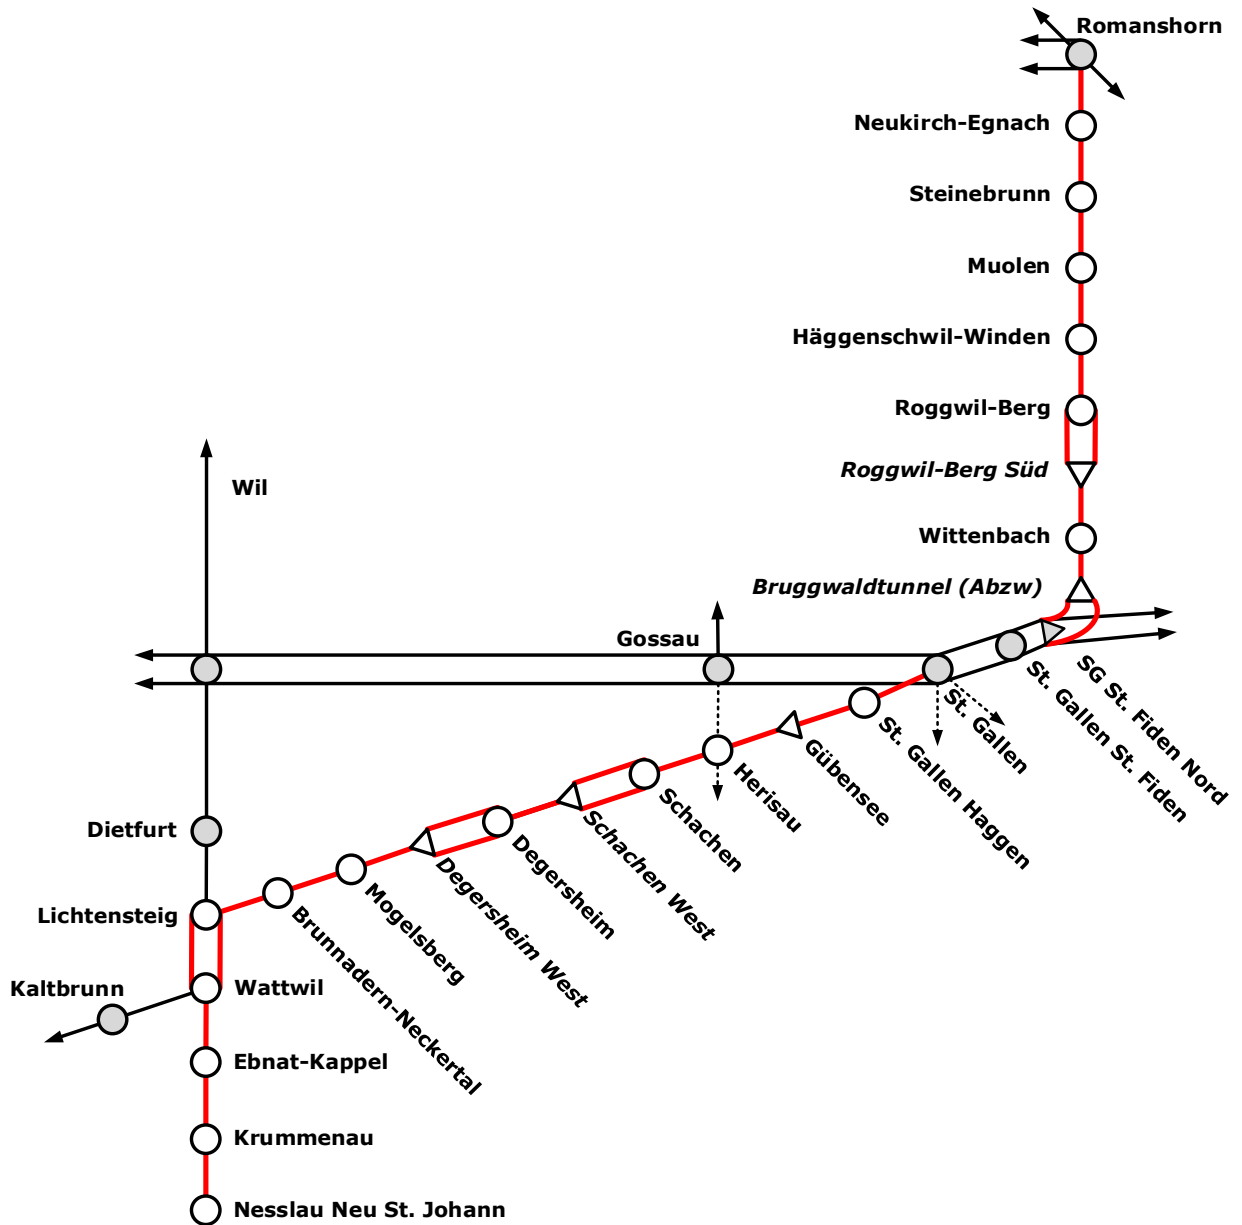 Romanshorn
Neukirch-Egnach
Steinebrunn
Muolen
Häggenschwil-Winden
Roggwil-Berg
Roggwil-Berg Süd
Wil
Wittenbach
Bruggwaldtunnel (Abzw)
Gossau
SG St. Fiden Nord
St. Gallen St. Fiden
St. Gallen
St. Gallen Haggen
Gübensee
Herisau
Schachen
Schachen West
Degersheim
Degersheim West
Mogelsberg
Brunnadern-Neckertal
Dietfurt
Lichtensteig
Kaltbrunn
Wattwil
Ebnat-Kappel
Krummenau
Nesslau Neu St. Johann